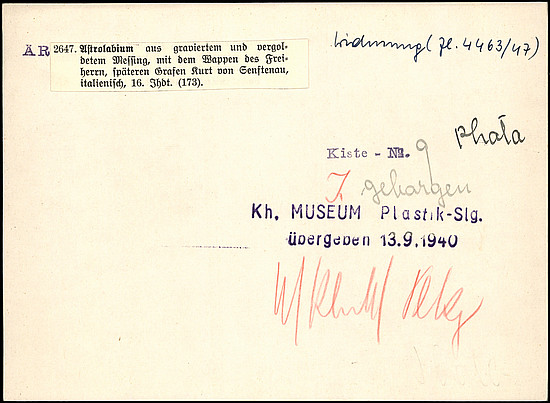 Widmung (Zl. 4463/47)
ÄR 2647. Astrolabium aus graviertem und vergol-
detem Messing, mit dem Wappen des Frei-
herrn, späteren Grafen Kurt von Senftenau,
italienisch, 16. Jhdt. (173).
Photo
Kiste - No. 9
I. geborgen
Kh. MUSEUM Plastik-Slg.
übergeben 13.9.1940